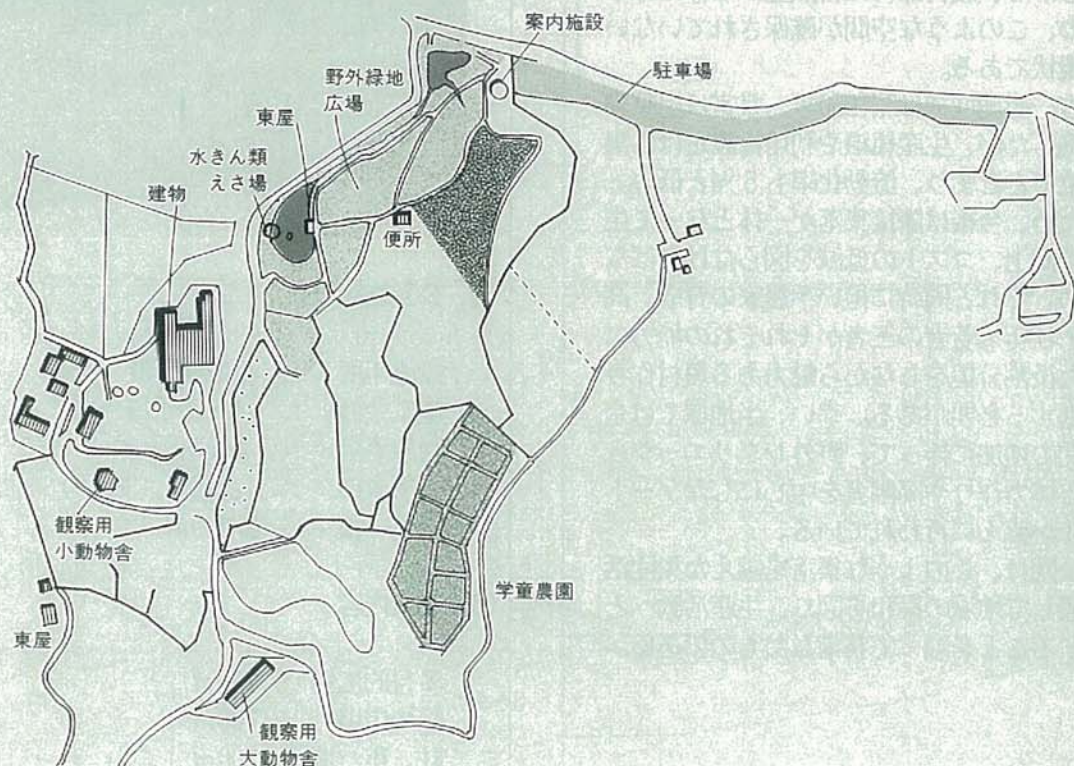 案内施設
駐車場
野外緑地
広場
東屋
水きん類
えさ場
建物
便所
観察用
小動物舎
学童農園
東屋
観察用
大動物舎